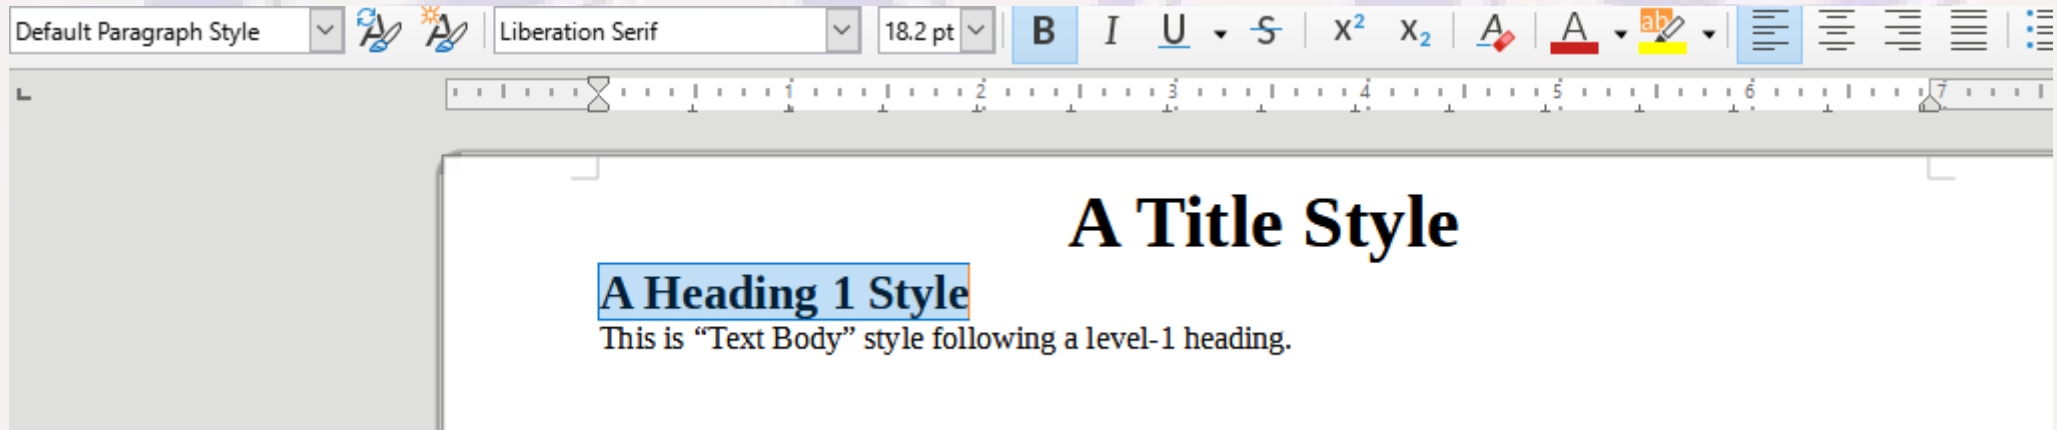 Default Paragraph Style Liberation Serif 18.2 pt B I U S X² X₂ A A ab
1 2 3 4 5 6 7
A Title Style
A Heading 1 Style
This is “Text Body” style following a level-1 heading.